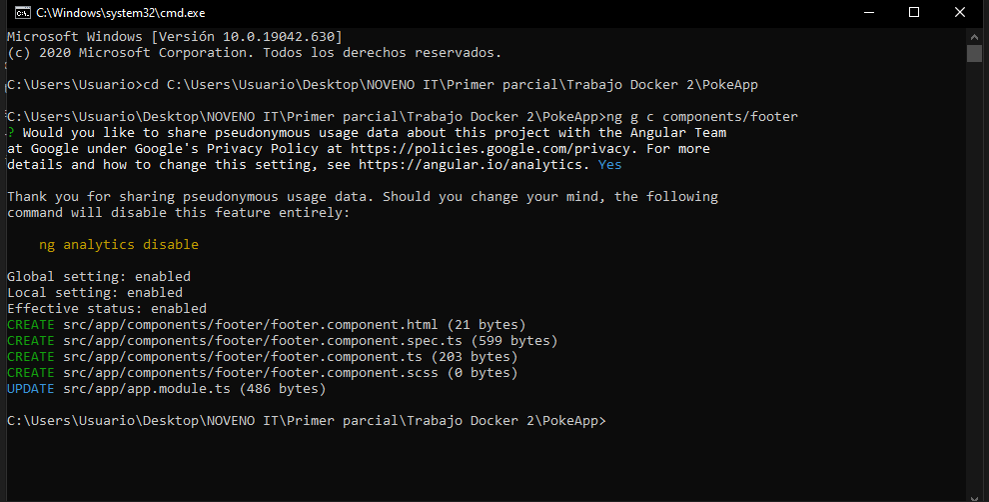 C:\Windows\system32\cmd.exe
Microsoft Windows [Versión 10.0.19042.630]
(c) 2020 Microsoft Corporation. Todos los derechos reservados.
C:\Users\Usuario>cd C:\Users\Usuario\Desktop\NOVENO IT\Primer parcial\Trabajo Docker 2\PokeApp
C:\Users\Usuario\Desktop\NOVENO IT\Primer parcial\Trabajo Docker 2\PokeApp>ng g c components/footer
? Would you like to share pseudonymous usage data about this project with the Angular Team
at Google under Google's Privacy Policy at https://policies.google.com/privacy. For more
details and how to change this setting, see https://angular.io/analytics. Yes
Thank you for sharing pseudonymous usage data. Should you change your mind, the following
command will disable this feature entirely:
ng analytics disable
Global setting: enabled
Local setting: enabled
Effective status: enabled
CREATE src/app/components/footer/footer.component.html (21 bytes)
CREATE src/app/components/footer/footer.component.spec.ts (599 bytes)
CREATE src/app/components/footer/footer.component.ts (203 bytes)
CREATE src/app/components/footer/footer.component.scss (0 bytes)
UPDATE src/app/app.module.ts (486 bytes)
C:\Users\Usuario\Desktop\NOVENO IT\Primer parcial\Trabajo Docker 2\PokeApp>